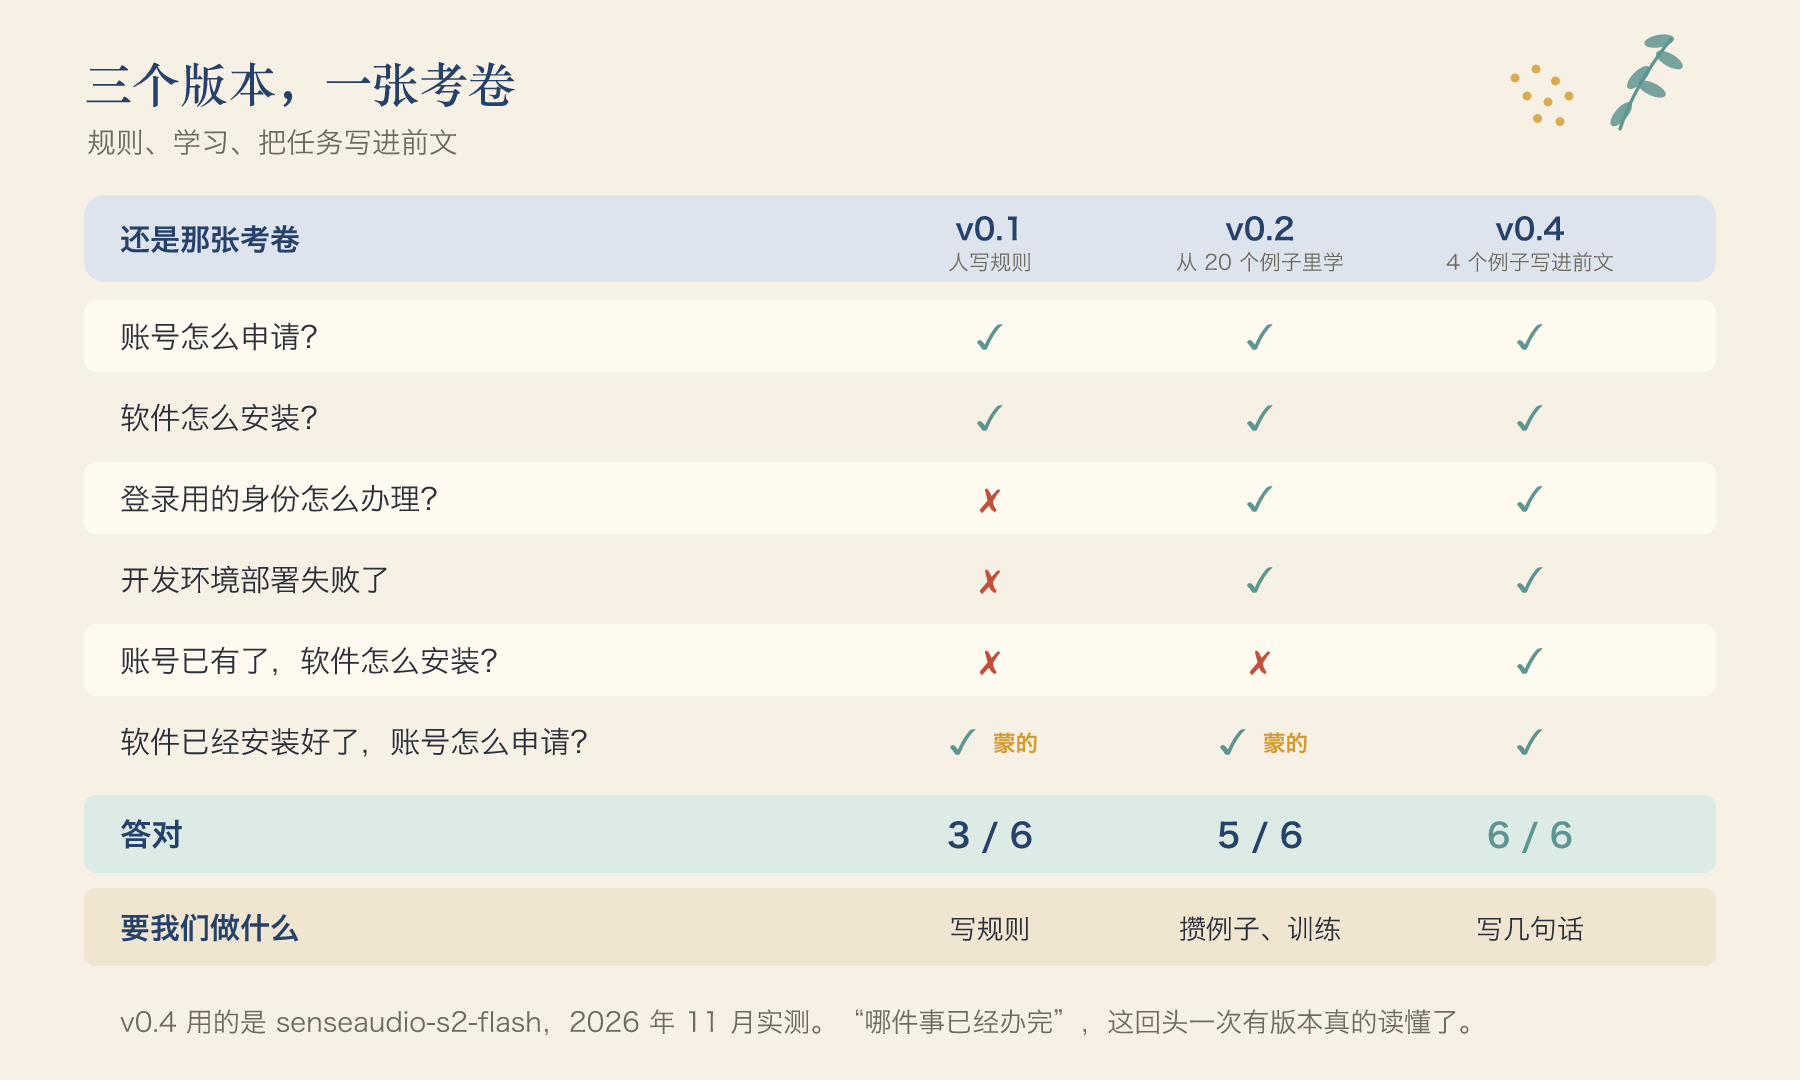 三个版本，一张考卷
规则、学习、把任务写进前文
还是那张考卷 v0.1 v0.2 v0.4
人写规则 从 20 个例子里学 4 个例子写进前文
账号怎么申请？ ✓ ✓ ✓
软件怎么安装？ ✓ ✓ ✓
登录用的身份怎么办理？ ✗ ✓ ✓
开发环境部署失败了 ✗ ✓ ✓
账号已有了，软件怎么安装？ ✗ ✗ ✓
软件已经安装好了，账号怎么申请？ ✓ 蒙的 ✓ 蒙的 ✓
答对 3 / 6 5 / 6 6 / 6
要我们做什么 写规则 攒例子、训练 写几句话
v0.4 用的是 senseaudio-s2-flash，2026 年 11 月实测。“哪件事已经办完”，这回头一次有版本真的读懂了。